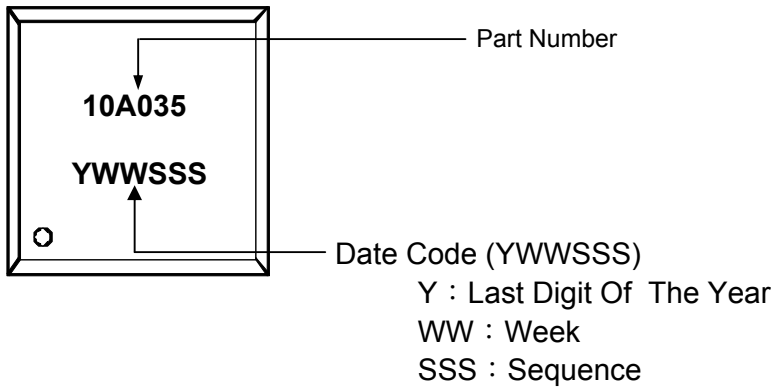 Part Number
10A035
YWWSSS
Date Code (YWWSSS)
Y：Last Digit Of The Year
WW：Week
SSS：Sequence